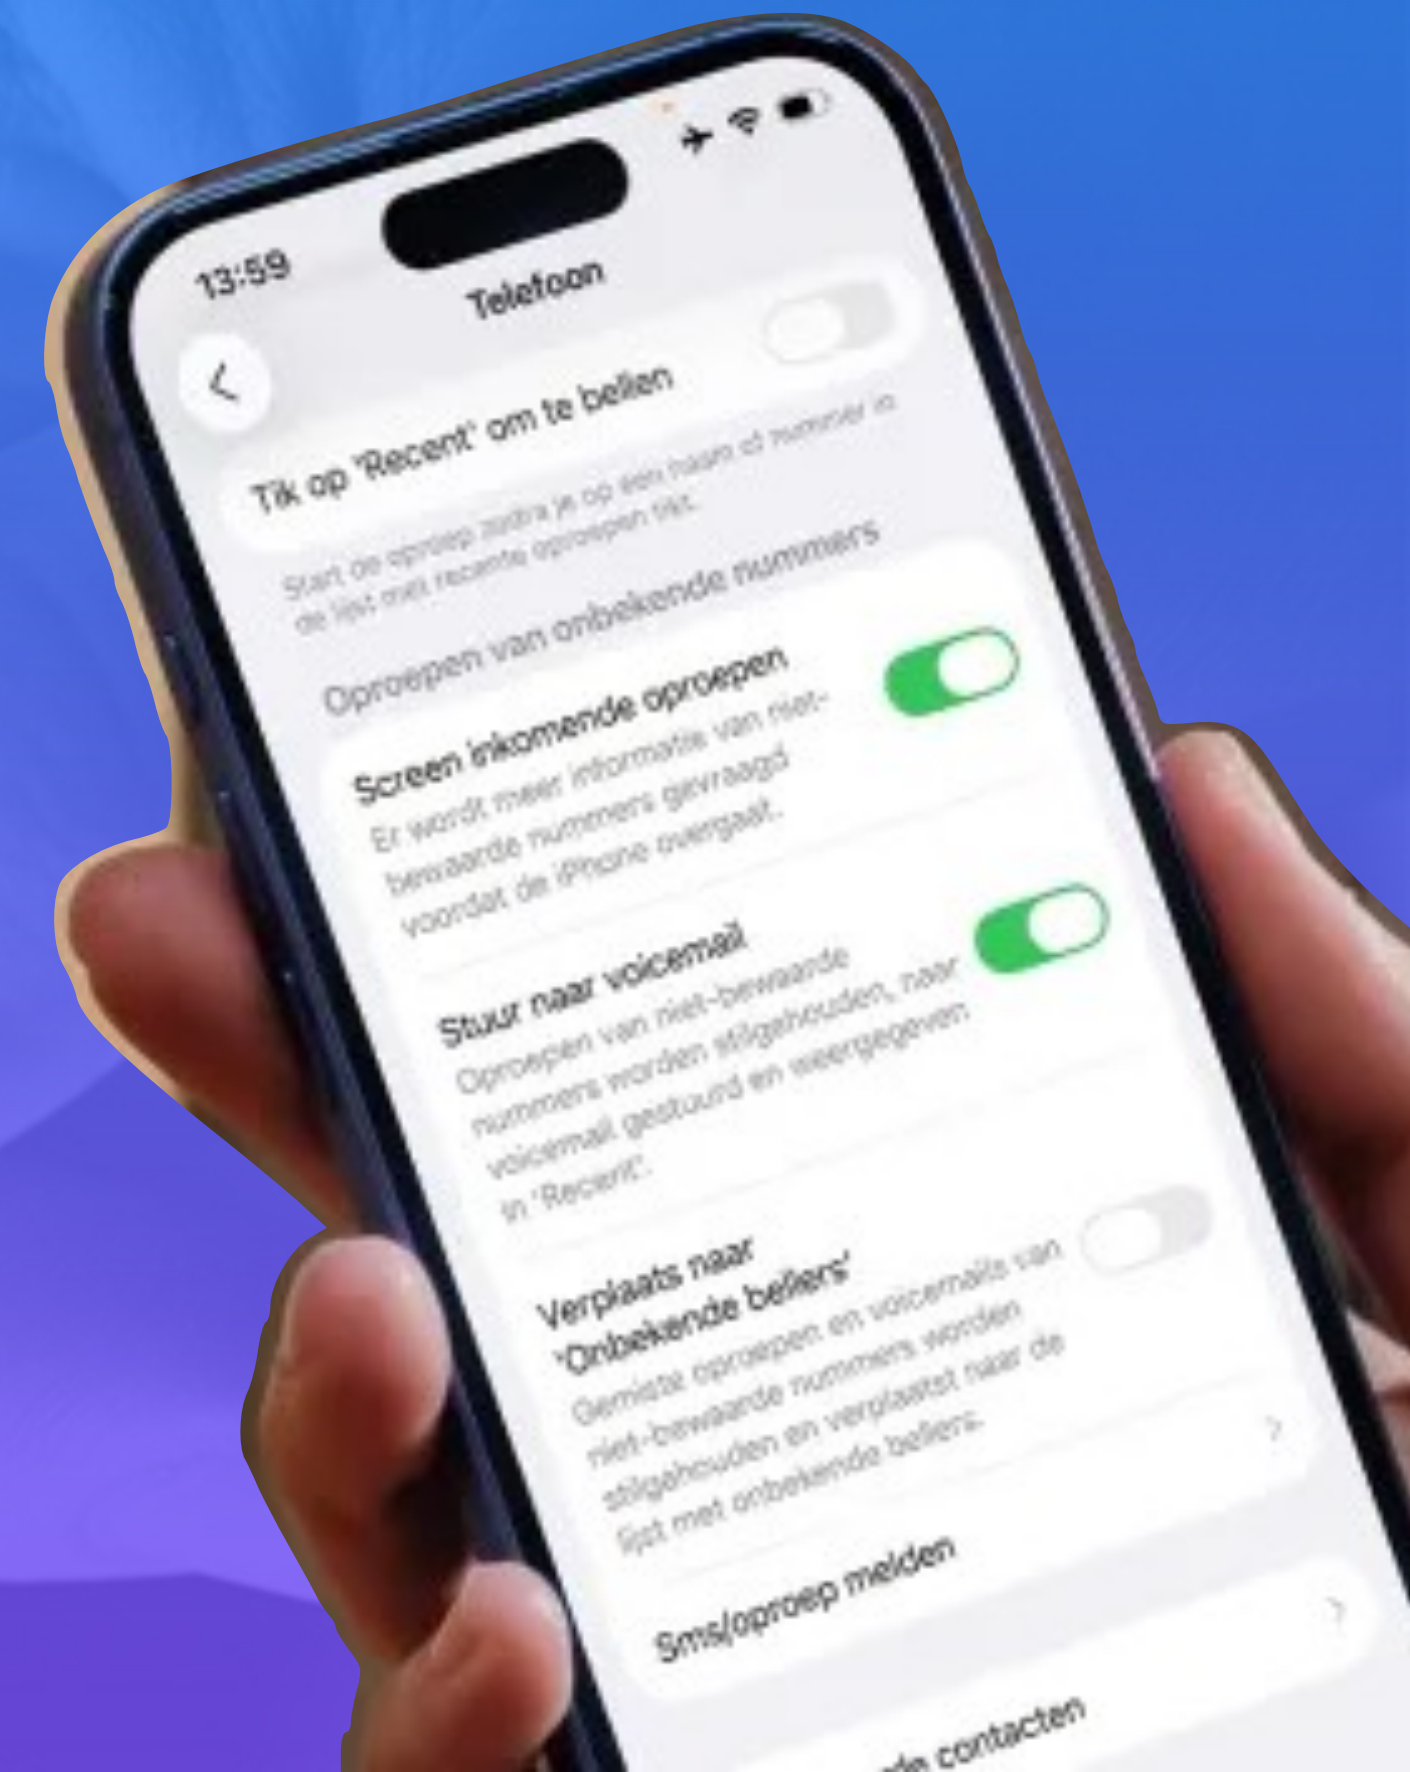 13:59
Telefoon
Tik op 'Recent' om te bellen
Start de oproep zodra je op een naam of nummer in
de lijst met recente oproepen tikt.
Oproepen van onbekende nummers
Screen inkomende oproepen
Er wordt meer informatie van niet-
bewaarde nummers gevraagd
voordat de iPhone overgaat.
Stuur naar voicemail
Oproepen van niet-bewaarde
nummers worden stilgehouden, naar
voicemail gestuurd en weergegeven
in 'Recent'.
Verplaats naar
'Onbekende bellers'
Gemiste oproepen en voicemails van
niet-bewaarde nummers worden
stilgehouden en verplaatst naar de
lijst met onbekende bellers.
Sms/oproep melden
contacten